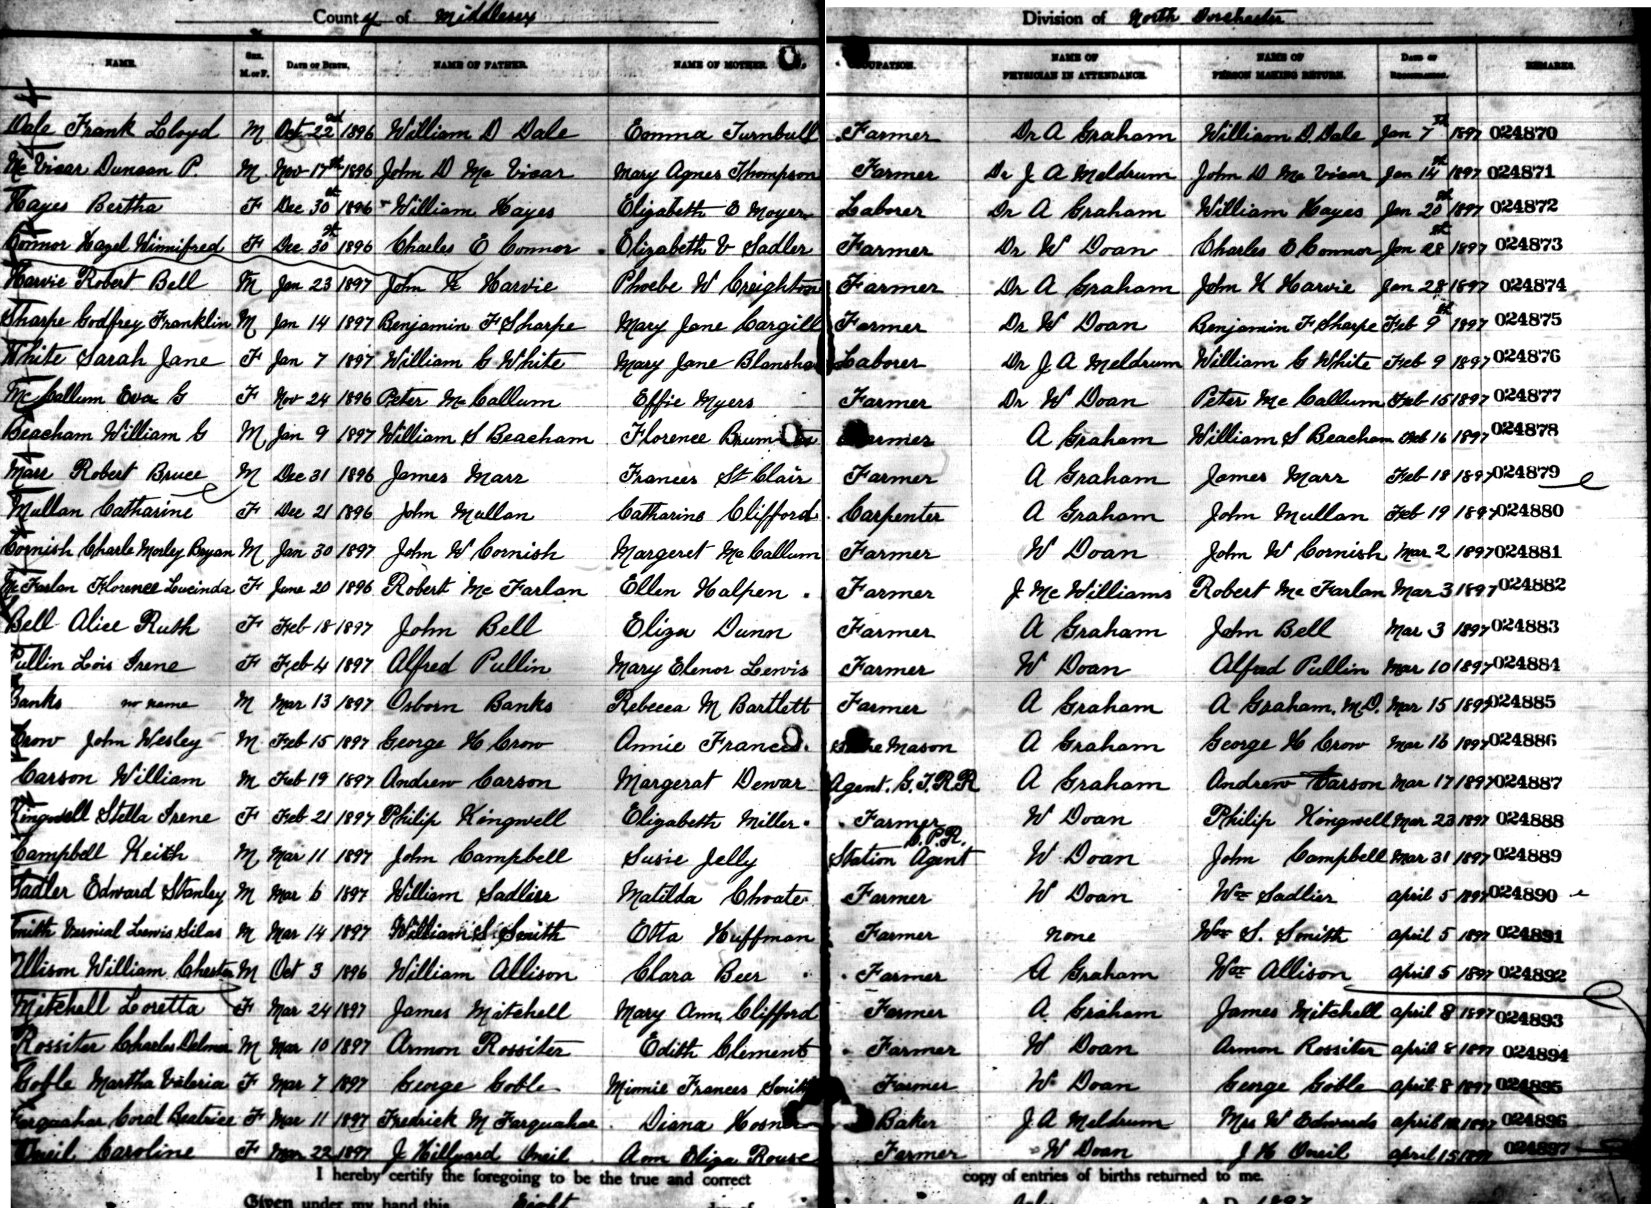 County of Middlesex Division of North Dorchester
NAME. Sex. M. or F. Date of Birth. NAME OF FATHER. NAME OF MOTHER. OCCUPATION. NAME OF PHYSICIAN IN ATTENDANCE. NAME OF PERSON MAKING RETURN. Date of Registration. REMARKS.
Dale Frank Lloyd M Oct 22 1896 William D Dale Emma Turnbull Farmer Dr A Graham William D. Dale Jan 7th 1897 024870
McVicar Duncan P. M Nov 17th 1896 John D McVicar Mary Agnes Thompson Farmer Dr J A Meldrum John D McVicar Jan 14th 1897 024871
Hayes Bertha F Dec 30th 1896 William Hayes Elizabeth E Moyer Laborer Dr A Graham William Hayes Jan 20th 1897 024872
Connor Hazel Winnifred F Dec 30th 1896 Charles E Connor Elizabeth V Sadler Farmer Dr W Doan Charles E Connor Jan 28th 1897 024873
Harvie Robert Bell M Jan 23 1897 John H Harvie Phoebe W Creighton Farmer Dr A Graham John H Harvie Jan 28 1897 024874
Sharpe Godfrey Franklin M Jan 14 1897 Benjamin F Sharpe Mary Jane Cargill Farmer Dr W Doan Benjamin F Sharpe Feb 9th 1897 024875
White Sarah Jane F Jan 7 1897 William G White Mary Jane Laborer Dr J A Meldrum William G White Feb 9 1897 024876
McCallum Eva G F Nov 24 1896 Peter McCallum Effie Myers Farmer Dr W Doan Peter McCallum Feb 15 1897 024877
Beacham William G M Jan 9 1897 William S Beacham Florence Farmer A Graham William S Beacham Feb 16 1897 024878
Marr Robert Bruce M Dec 31 1896 James Marr Frances St Clair Farmer A Graham James Marr Feb 18 1897 024879
Mullan Catharine F Dec 21 1896 John Mullan Catharine Clifford Carpenter A Graham John Mullan Feb 19 1897 024880
Cornish Charle Morley Bryan M Jan 30 1897 John W Cornish Margeret McCallum Farmer W Doan John W Cornish Mar 2 1897 024881
McFarlan Florence Lucinda F June 20 1896 Robert McFarlan Ellen Halpen Farmer J McWilliams Robert McFarlan Mar 3 1897 024882
Bell Alice Ruth F Feb 18 1897 John Bell Eliza Dunn Farmer A Graham John Bell Mar 3 1897 024883
Pullin Lois Irene F Feb 4 1897 Alfred Pullin Mary Elenor Lewis Farmer W Doan Alfred Pullin Mar 10 1897 024884
Banks no name M Mar 13 1897 Osborn Banks Rebecca M Bartlett Farmer A Graham A Graham, M.D. Mar 15 1897 024885
Crow John Wesley M Feb 15 1897 George H Crow Annie Frances Stone Mason A Graham George H Crow Mar 16 1897 024886
Carson William M Feb 19 1897 Andrew Carson Margerat Dewar Agent. G.T.R.R A Graham Andrew Carson Mar 17 1897 024887
Kingwell Stella Irene F Feb 21 1897 Philip Kingwell Elizabeth Miller Farmer W Doan Philip Kingwell Mar 23 1897 024888
Campbell Keith M Mar 11 1897 John Campbell Susie Jelly Station Agent C.P.R. W Doan John Campbell Mar 31 1897 024889
Sadler Edward Stanley M Mar 6 1897 William Sadlier Matilda Choate Farmer W Doan Wm Sadlier April 5 1897 024890
Smith Vernial Lewis Silas M Mar 14 1897 William S. Smith Etta Huffman Farmer none Wm S. Smith April 5 1897 024891
Allison William Chester M Oct 3 1896 William Allison Clara Beer Farmer A Graham Wm Allison April 5 1897 024892
Mitchell Loretta F Mar 24 1897 James Mitchell Mary Ann Clifford Farmer A Graham James Mitchell April 8 1897 024893
Rossiter Charles Delmer M Mar 10 1897 Armon Rossiter Edith Clement Farmer W Doan Armon Rossiter April 8 1897 024894
Goble Martha Valeria F Mar 7 1897 George Goble Minnie Frances Smith Farmer W Doan George Goble April 8 1897 024895
Farquahar Coral Beatrice F Mar 11 1897 Fredrick M Farquahar Diana Baker J A Meldrum Mrs W Edwards April 1897 024896
Oneil Caroline F Mar 22 1897 J Hillyard Oneil Ann Eliza Rouse Farmer W Doan J H Oneil April 15 1897 024897
I hereby certify the foregoing to be the true and correct copy of entries of births returned to me.
Given under my hand this Eight day of July A.D. 1897